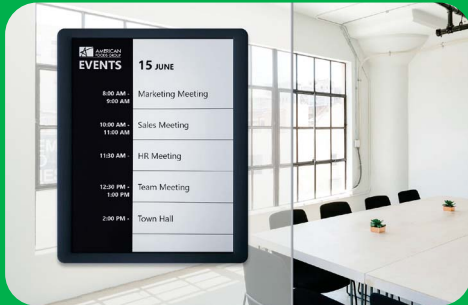 AMERICAN
FOODS GROUP
EVENTS
15 JUNE
8:00 AM -
9:00 AM
Marketing Meeting
10:00 AM -
11:00 AM
Sales Meeting
11:30 AM -
HR Meeting
12:30 PM -
1:00 PM
Team Meeting
2:00 PM -
Town Hall